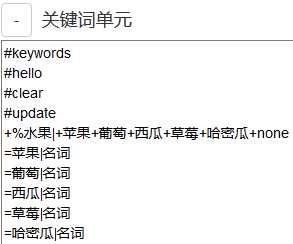 - 关键词单元
#keywords
#hello
#clear
#update
+%水果|+苹果+葡萄+西瓜+草莓+哈密瓜+none
=苹果|名词
=葡萄|名词
=西瓜|名词
=草莓|名词
=哈密瓜|名词